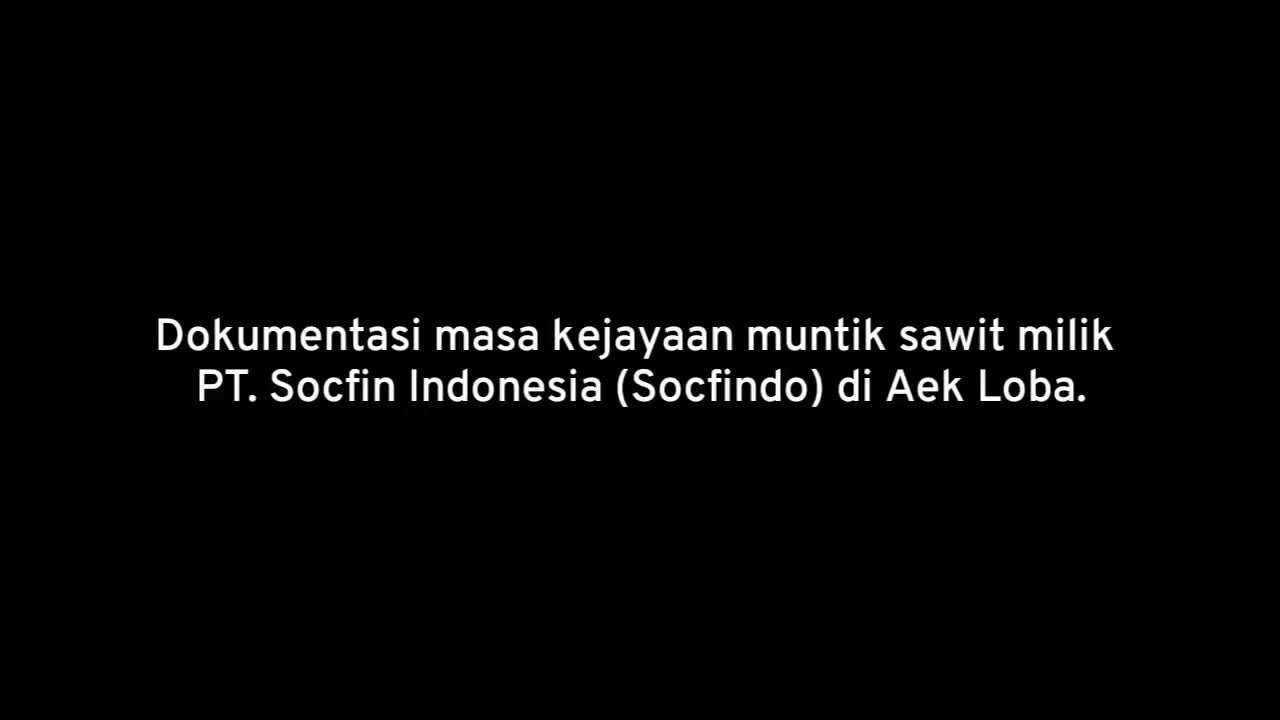 Dokumentasi masa kejayaan muntik sawit milik
PT. Socfin Indonesia (Socfindo) di Aek Loba.